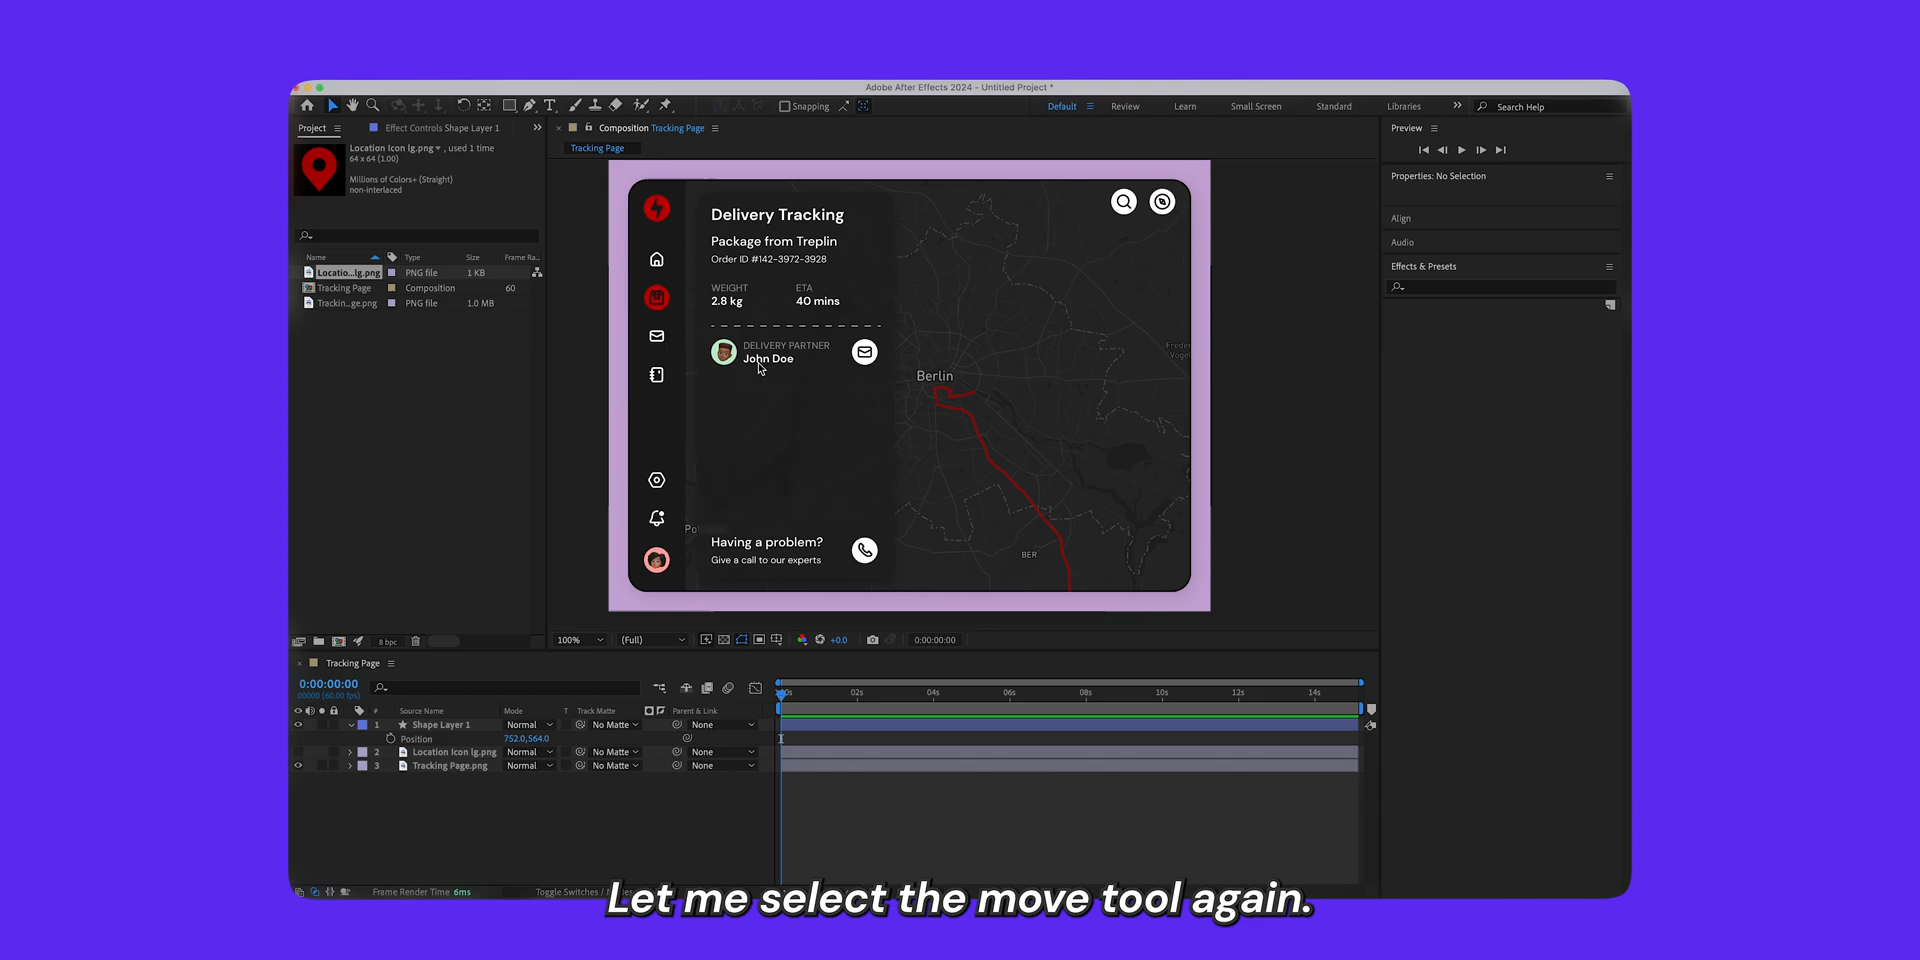 Adobe After Effects 2024 - Untitled Project *
Snapping
Default
Review
Learn
Small Screen
Standard
Libraries
Search Help
Project
Effect Controls Shape Layer 1
Composition Tracking Page
Preview
Tracking Page
Location Icon lg.png, used 1 time
64 x 64 (1.00)
Millions of Colors+ (Straight)
non-interlaced
Properties: No Selection
Align
Audio
Effects & Presets
Name
Type
Size
Frame Ra..
Locatio...lg.png
PNG file
1 KB
Tracking Page
Composition
60
Trackin...ge.png
PNG file
1.0 MB
Delivery Tracking
Package from Treplin
Order ID #142-3972-3928
WEIGHT
ETA
2.8 kg
40 mins
DELIVERY PARTNER
John Doe
Having a problem?
Give a call to our experts
Berlin
BER
Po
Frede
Voge
8 bpc
100%
(Full)
+0.0
0:00:00:00
Tracking Page
0:00:00:00
00000 (60.00 fps)
02s
04s
06s
08s
10s
12s
14s
#
Source Name
Mode
T
Track Matte
Parent & Link
1
Shape Layer 1
Normal
No Matte
None
Position
752.0,564.0
2
Location Icon lg.png
Normal
No Matte
None
3
Tracking Page.png
Normal
No Matte
None
Frame Render Time 6ms
Toggle Switches / M
Let me select the move tool again.